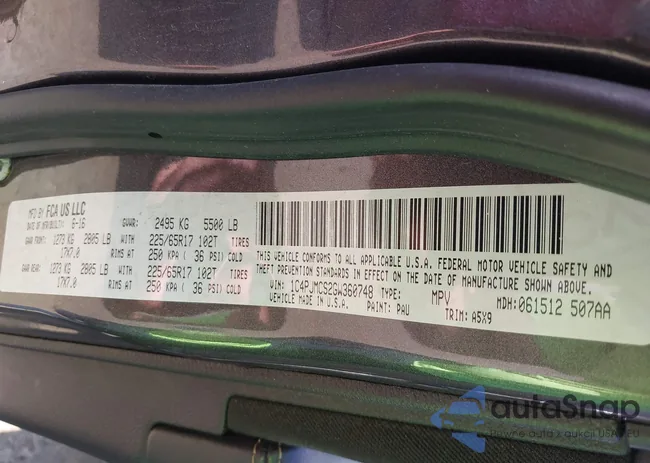 MFD BY FCA US LLC
DATE OF MFR/BUILT: 6-16 GVWR: 2495 KG 5500 LB
GAWR FRONT: 1273 KG 2805 LB WITH 225/65R17 102T TIRES
17X7.0 RIMS AT 250 KPA ( 36 PSI) COLD
GAWR REAR: 1273 KG 2805 LB WITH 225/65R17 102T TIRES
17X7.0 RIMS AT 250 KPA ( 36 PSI) COLD
THIS VEHICLE CONFORMS TO ALL APPLICABLE U.S.A. FEDERAL MOTOR VEHICLE SAFETY AND
THEFT PREVENTION STANDARDS IN EFFECT ON THE DATE OF MANUFACTURE SHOWN ABOVE.
VIN: 1C4PJMCS2GW360748 TYPE: MPV MDH: 061512 507AA
VEHICLE MADE IN U.S.A. PAINT: PAU TRIM: A5X9
autoSnap